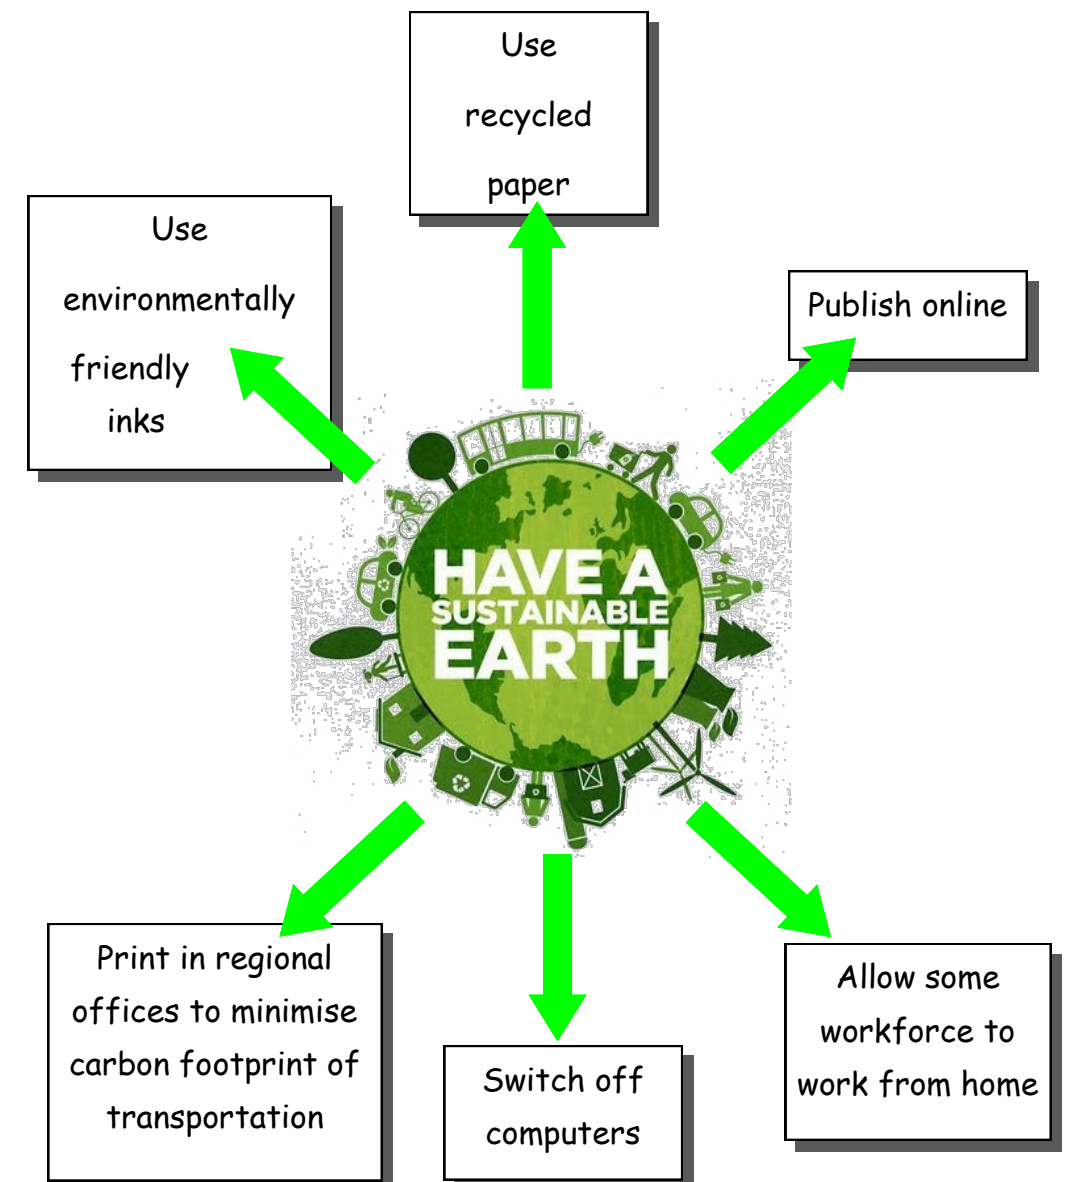 Use
recycled
paper
Use
environmentally
friendly
inks
Publish online
HAVE A
SUSTAINABLE
EARTH
Print in regional
offices to minimise
carbon footprint of
transportation
Switch off
computers
Allow some
workforce to
work from home